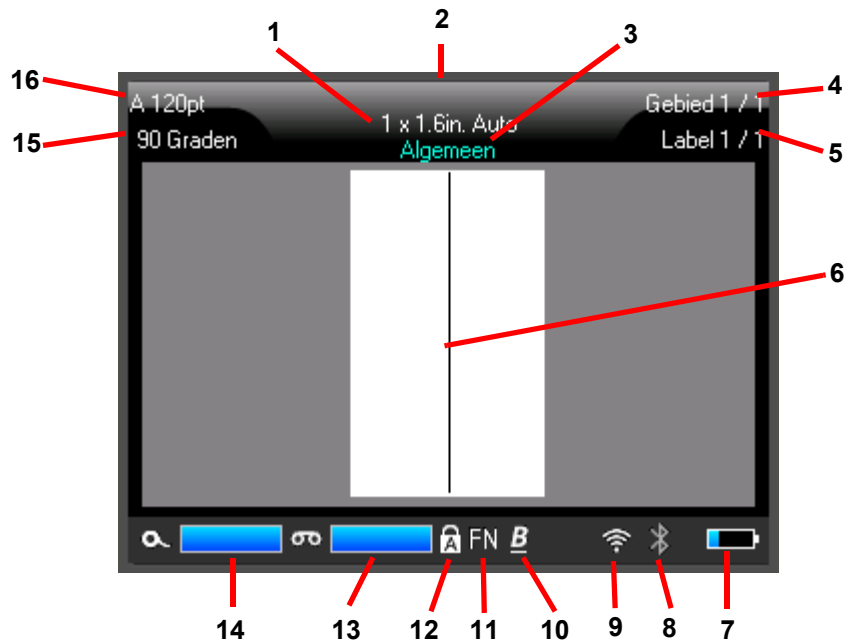 1
2
3
16
A 120pt
Gebied 1 / 1
4
1 x 1.6in. Auto
15
90 Graden
Algemeen
Label 1 / 1
5
6
A
FN
B
14
13
12
11
10
9
8
7